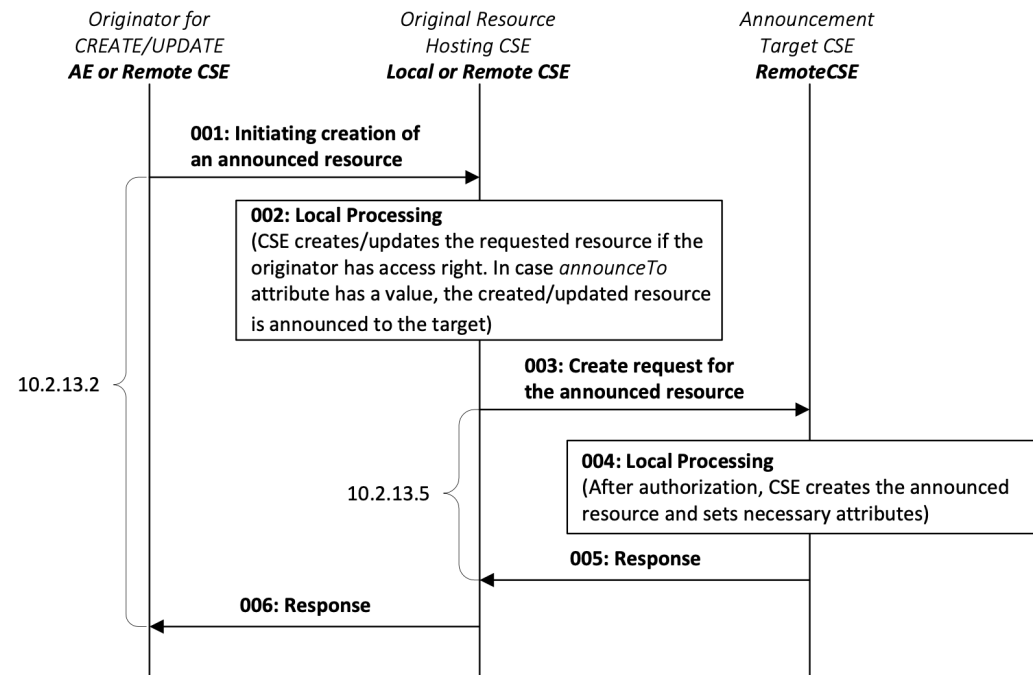 Originator for
CREATE/UPDATE
AE or Remote CSE
Original Resource
Hosting CSE
Local or Remote CSE
Announcement
Target CSE
RemoteCSE
001: Initiating creation of
an announced resource
002: Local Processing
(CSE creates/updates the requested resource if the
originator has access right. In case announceTo
attribute has a value, the created/updated resource
is announced to the target)
003: Create request for
the announced resource
10.2.13.2
004: Local Processing
(After authorization, CSE creates the announced
resource and sets necessary attributes)
10.2.13.5
005: Response
006: Response